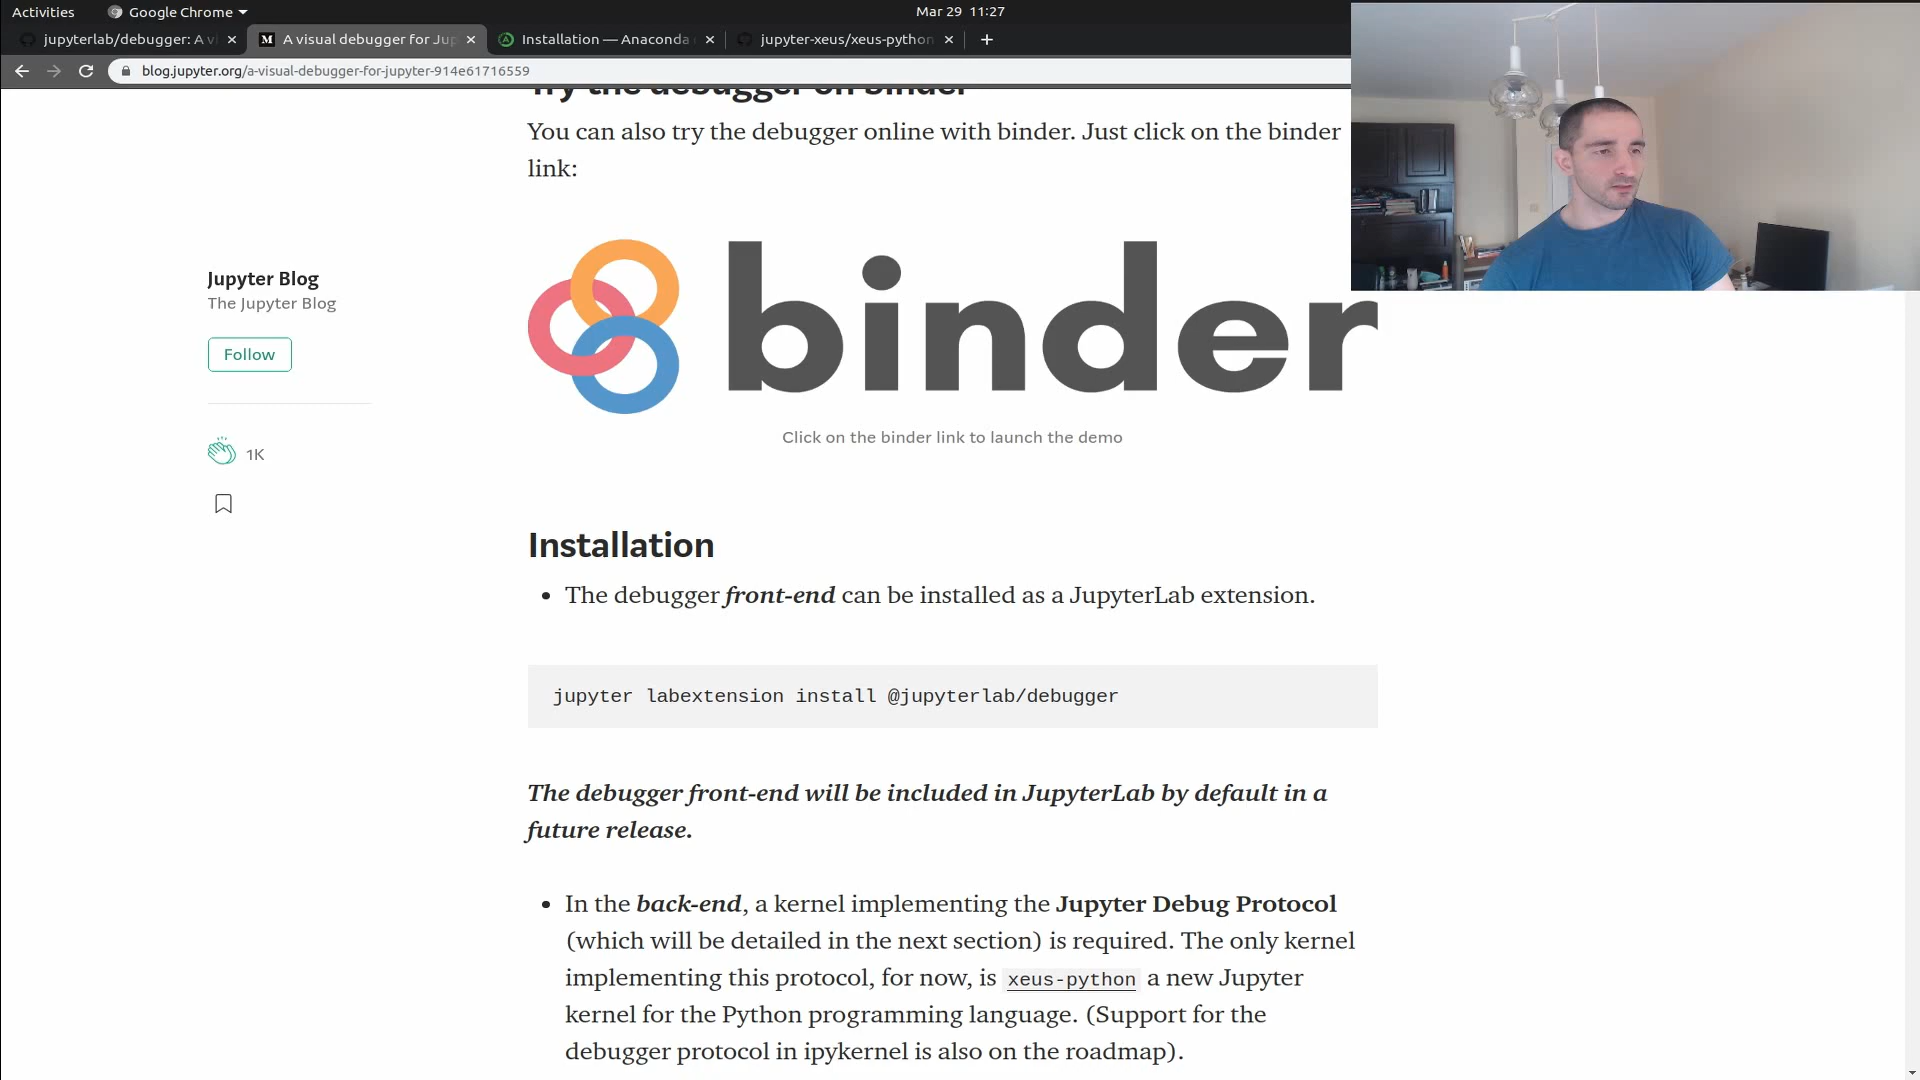 Activities
Google Chrome
Mar 29 11:27
jupyterlab/debugger: A vi
A visual debugger for Jup
Installation — Anaconda
jupyter-xeus/xeus-python
blog.jupyter.org/a-visual-debugger-for-jupyter-914e61716559
Try the debugger on binder
You can also try the debugger online with binder. Just click on the binder
link:
Jupyter Blog
The Jupyter Blog
Follow
1K
binder
Click on the binder link to launch the demo
Installation
• The debugger front-end can be installed as a JupyterLab extension.
jupyter labextension install @jupyterlab/debugger
The debugger front-end will be included in JupyterLab by default in a
future release.
• In the back-end, a kernel implementing the Jupyter Debug Protocol
(which will be detailed in the next section) is required. The only kernel
implementing this protocol, for now, is xeus-python a new Jupyter
kernel for the Python programming language. (Support for the
debugger protocol in ipykernel is also on the roadmap).